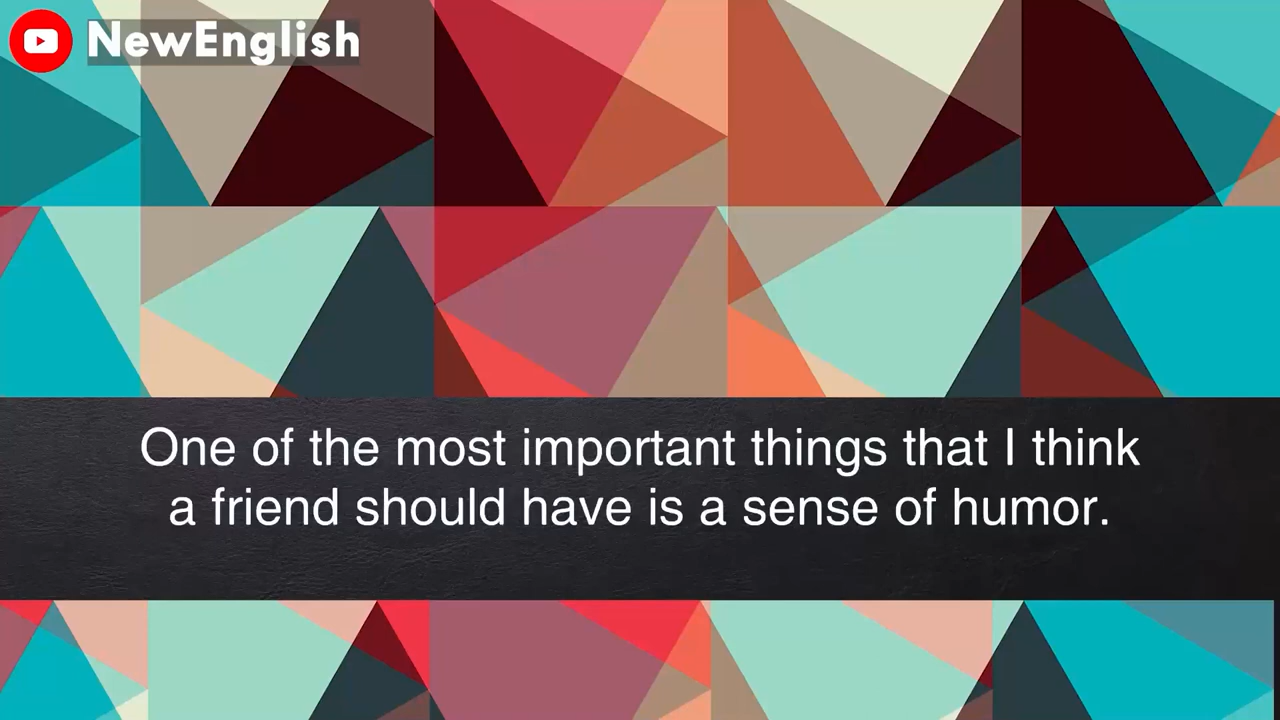 NewEnglish
One of the most important things that I think
a friend should have is a sense of humor.